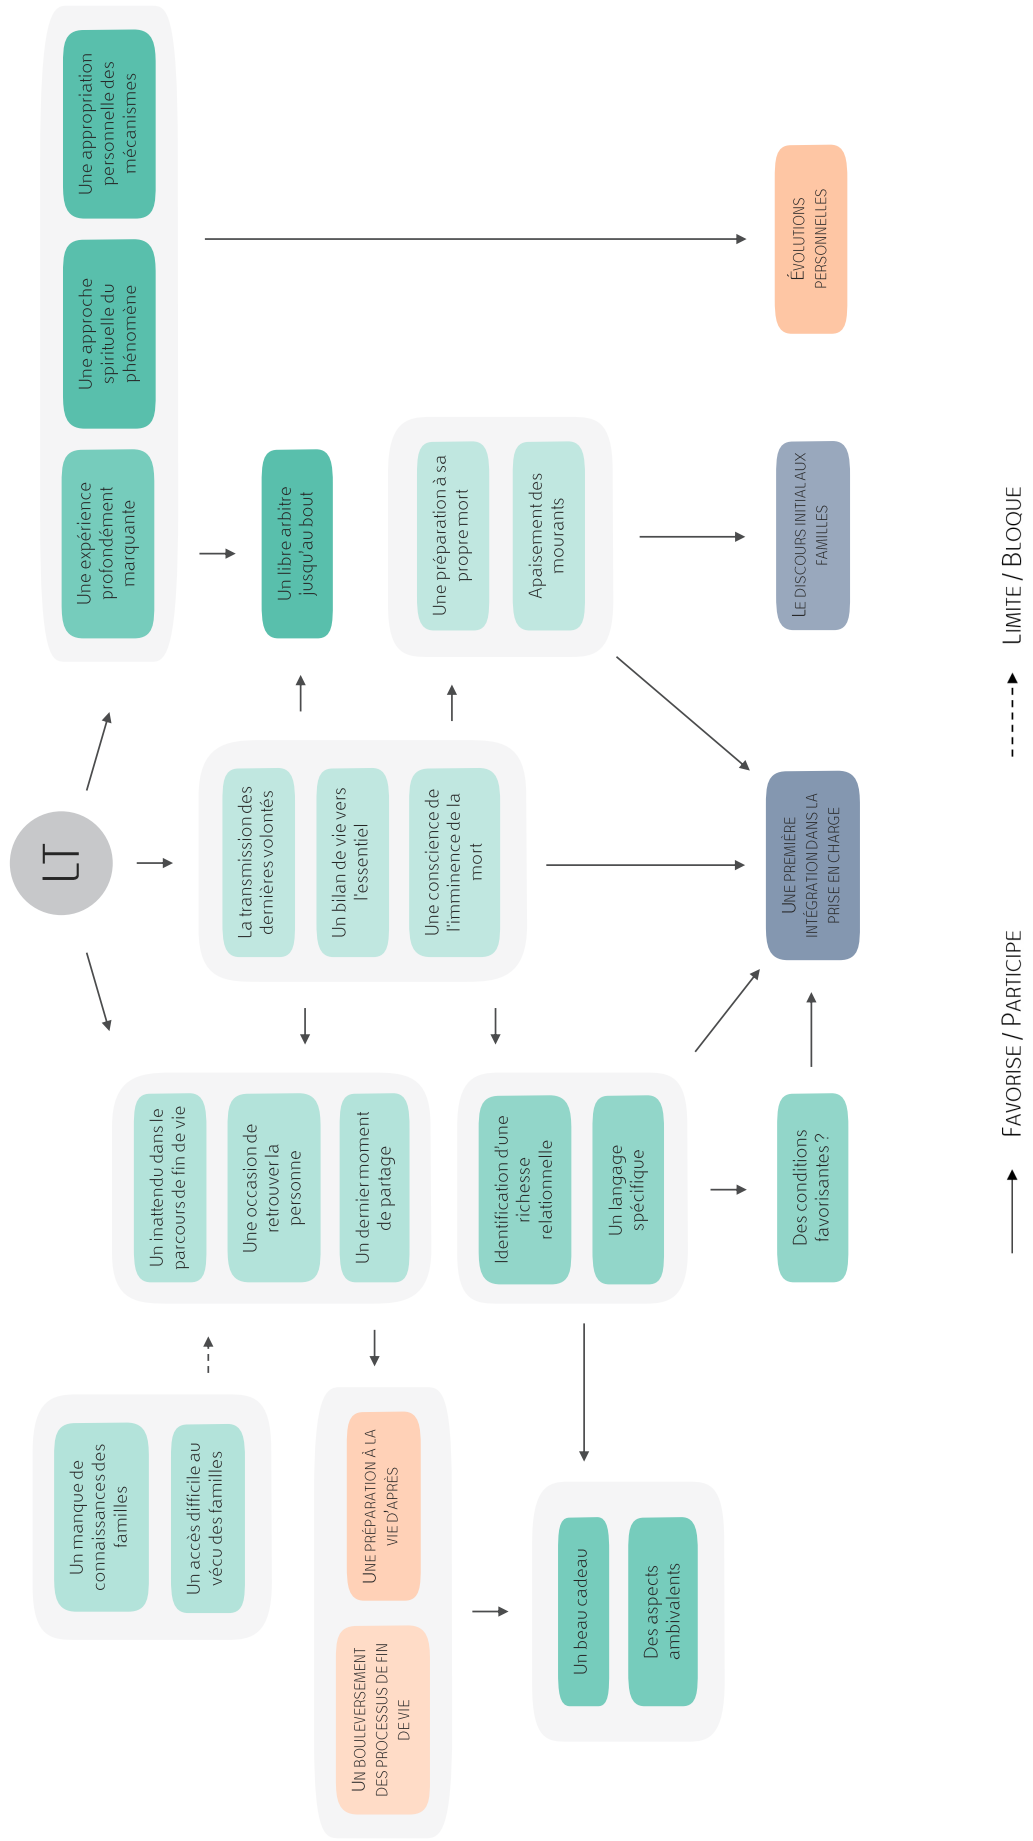 LT
Un manque de
connaissances des
familles
Un accès difficile au
vécu des familles
Un inattendu dans le
parcours de fin de vie
Une occasion de
retrouver la
personne
Un dernier moment
de partage
La transmission des
dernières volontés
Un bilan de vie vers
l'essentiel
Une conscience de
l'imminence de la
mort
Une expérience
profondément
marquante
Une approche
spirituelle du
phénomène
Une appropriation
personnelle des
mécanismes
Un libre arbitre
jusqu'au bout
Un bouleversement
des processus de fin
de vie
Une préparation à la
vie d'après
Identification d'une
richesse
relationnelle
Un langage
spécifique
Une préparation à sa
propre mort
Apaisement des
mourants
Un beau cadeau
Des aspects
ambivalents
Des conditions
favorisantes ?
Une première
intégration dans la
prise en charge
Le discours initial aux
familles
Évolutions
personnelles
Favorise / Participe
Limite / Bloque